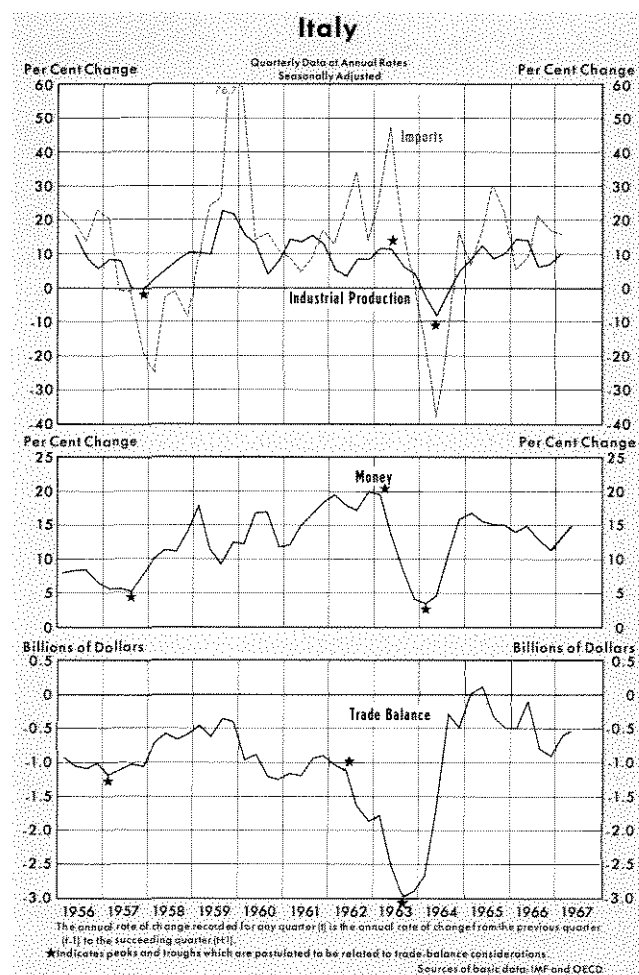 Italy
Quarterly Data at Annual Rates
Seasonally Adjusted
Per Cent Change Per Cent Change
60 60
76.7
50 50
Imports
40 40
30 30
20 20
10 10
0 0
Industrial Production
-10 -10
-20 -20
-30 -30
-40 -40
Per Cent Change Per Cent Change
25 25
Money
20 20
15 15
10 10
5 5
0 0
Billions of Dollars Billions of Dollars
0.5 0.5
0 0
Trade Balance
-0.5 -0.5
-1.0 -1.0
-1.5 -1.5
-2.0 -2.0
-2.5 -2.5
-3.0 -3.0
1956 1957 1958 1959 1960 1961 1962 1963 1964 1965 1966 1967
The annual rate of change recorded for any quarter (t) is the annual rate of change from the previous quarter
(t-1) to the succeeding quarter (t+1).
★Indicates peaks and troughs which are postulated to be related to trade-balance considerations.
Sources of basic data: IMF and OECD